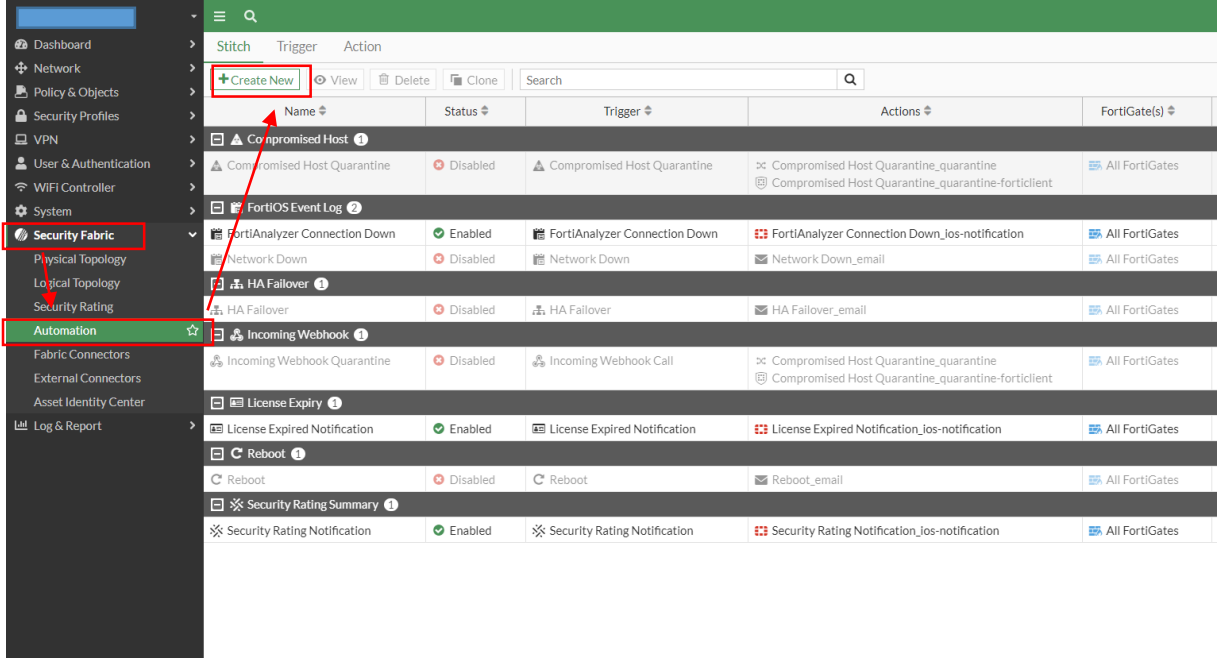 Dashboard
Network
Policy & Objects
Security Profiles
VPN
User & Authentication
WiFi Controller
System
Security Fabric
Physical Topology
Logical Topology
Security Rating
Automation
Fabric Connectors
External Connectors
Asset Identity Center
Log & Report
Stitch Trigger Action
+Create New View Delete Clone Search
Name Status Trigger Actions FortiGate(s)
Compromised Host 1
Compromised Host Quarantine Disabled Compromised Host Quarantine Compromised Host Quarantine_quarantine All FortiGates
Compromised Host Quarantine_quarantine-forticlient
FortiOS Event Log 2
FortiAnalyzer Connection Down Enabled FortiAnalyzer Connection Down FortiAnalyzer Connection Down_ios-notification All FortiGates
Network Down Disabled Network Down Network Down_email All FortiGates
HA Failover 1
HA Failover Disabled HA Failover HA Failover_email All FortiGates
Incoming Webhook 1
Incoming Webhook Quarantine Disabled Incoming Webhook Call Compromised Host Quarantine_quarantine All FortiGates
Compromised Host Quarantine_quarantine-forticlient
License Expiry 1
License Expired Notification Enabled License Expired Notification License Expired Notification_ios-notification All FortiGates
Reboot 1
Reboot Disabled Reboot Reboot_email All FortiGates
Security Rating Summary 1
Security Rating Notification Enabled Security Rating Notification Security Rating Notification_ios-notification All FortiGates